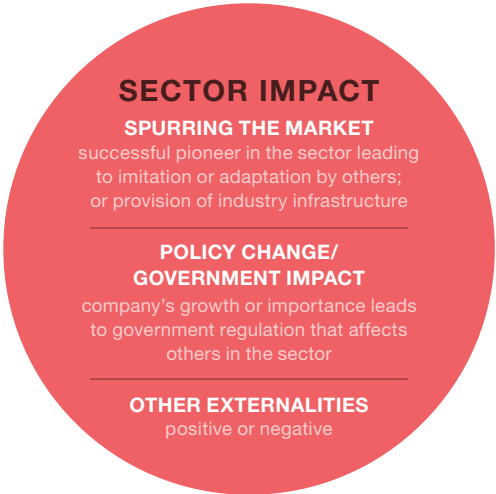 SECTOR IMPACT
SPURRING THE MARKET
successful pioneer in the sector leading
to imitation or adaptation by others;
or provision of industry infrastructure
POLICY CHANGE/
GOVERNMENT IMPACT
company’s growth or importance leads
to government regulation that affects
others in the sector
OTHER EXTERNALITIES
positive or negative